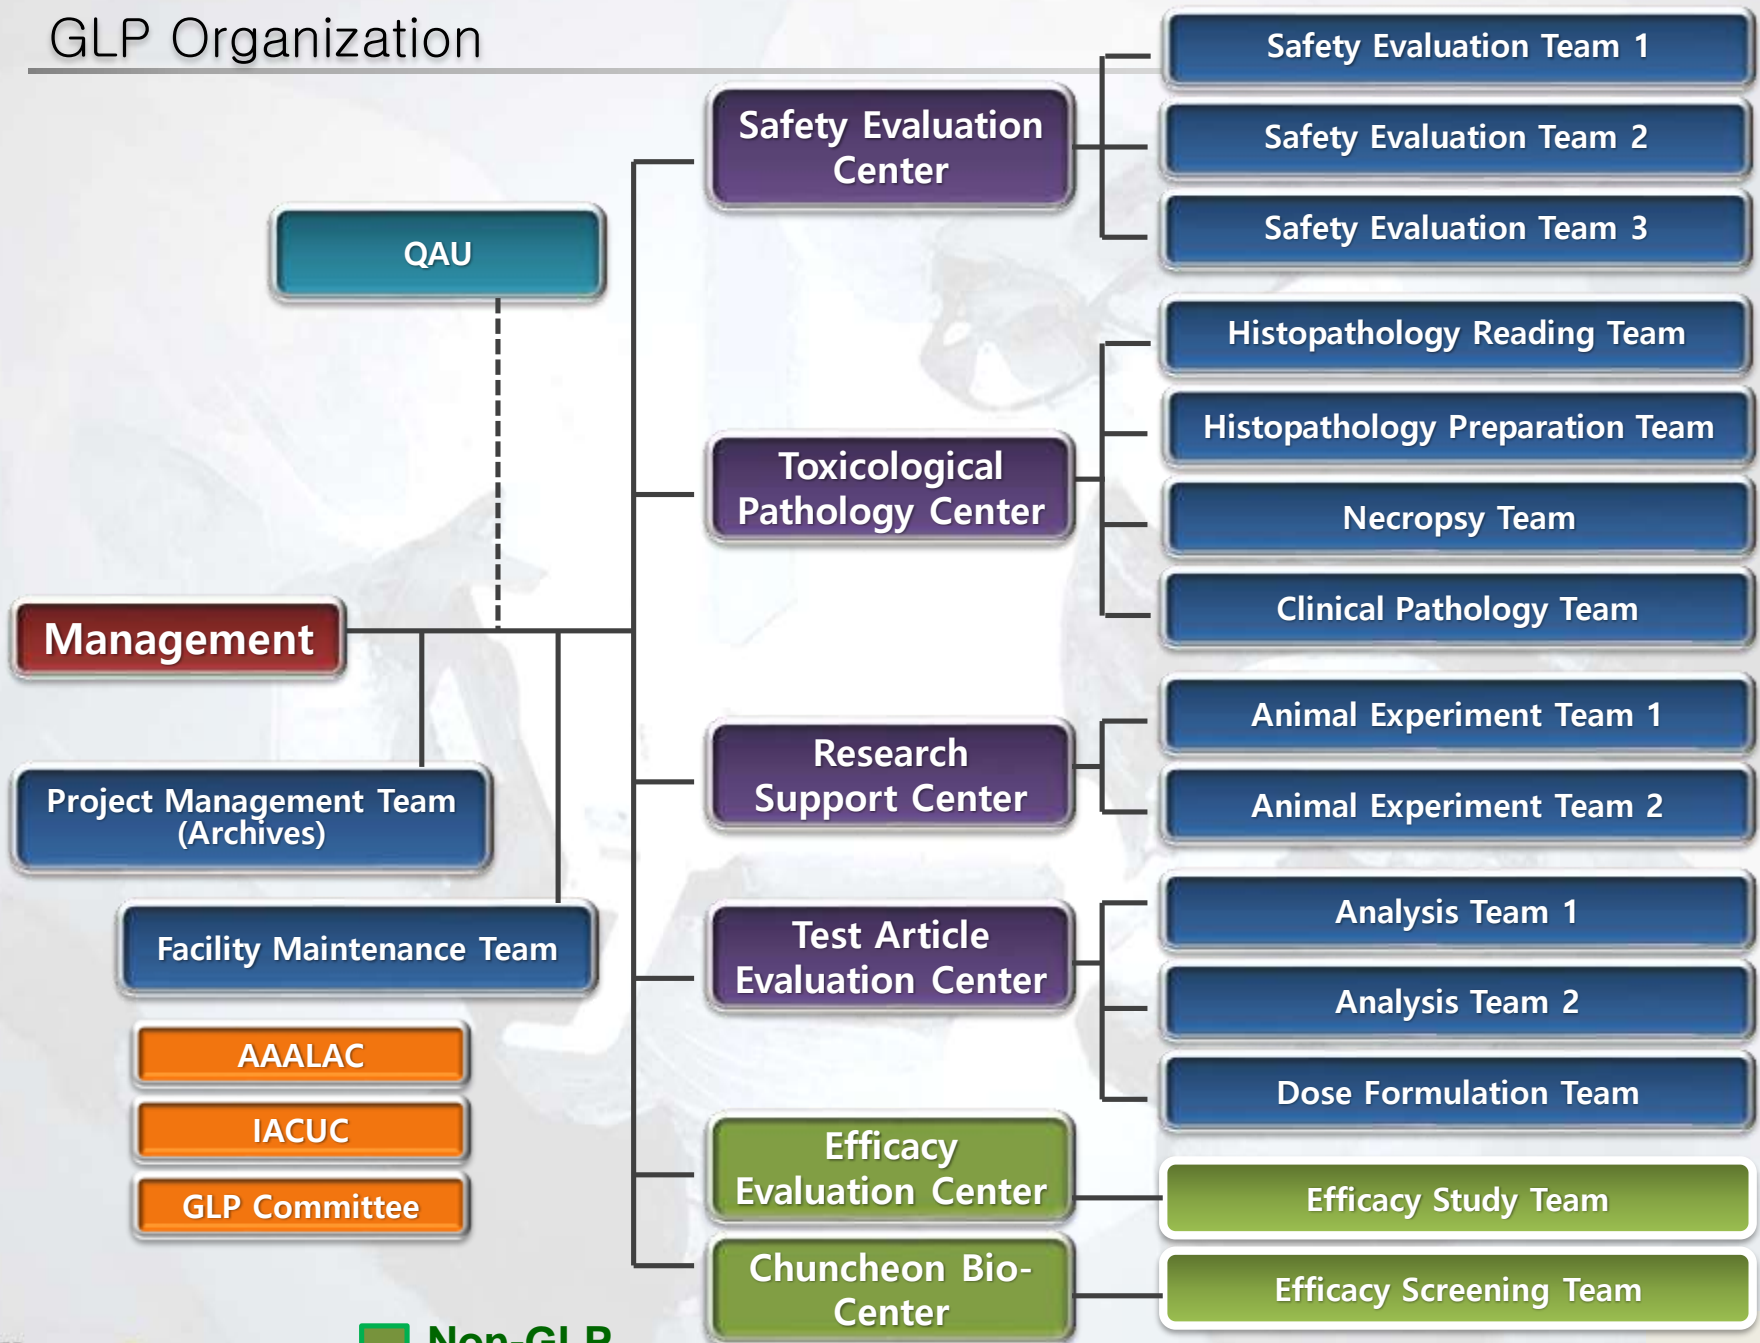 GLP Organization
QAU
Management
Project Management Team
(Archives)
Facility Maintenance Team
AAALAC
IACUC
GLP Committee
Safety Evaluation
Center
Safety Evaluation Team 1
Safety Evaluation Team 2
Safety Evaluation Team 3
Toxicological
Pathology Center
Histopathology Reading Team
Histopathology Preparation Team
Necropsy Team
Clinical Pathology Team
Research
Support Center
Animal Experiment Team 1
Animal Experiment Team 2
Test Article
Evaluation Center
Analysis Team 1
Analysis Team 2
Dose Formulation Team
Efficacy
Evaluation Center
Efficacy Study Team
Chuncheon Bio-
Center
Efficacy Screening Team
Non-GLP